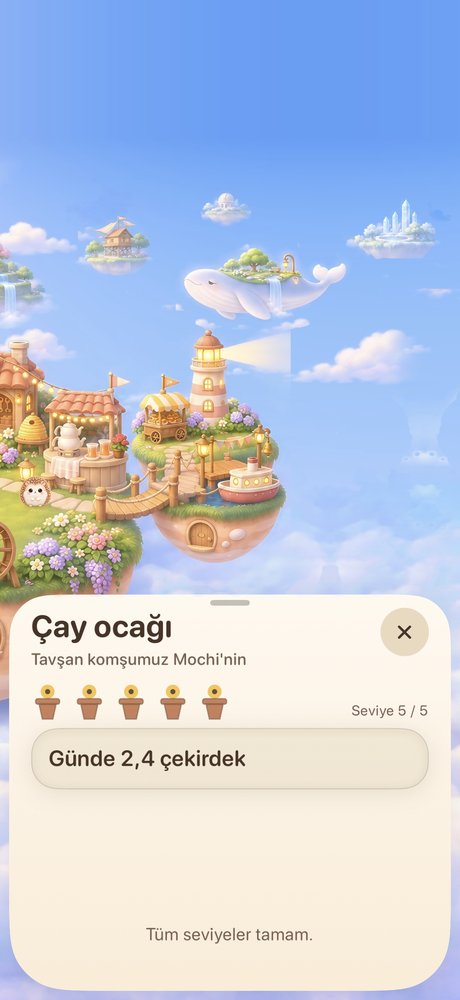 Çay ocağı
Tavşan komşumuz Mochi'nin
Seviye 5 / 5
Günde 2,4 çekirdek
Tüm seviyeler tamam.